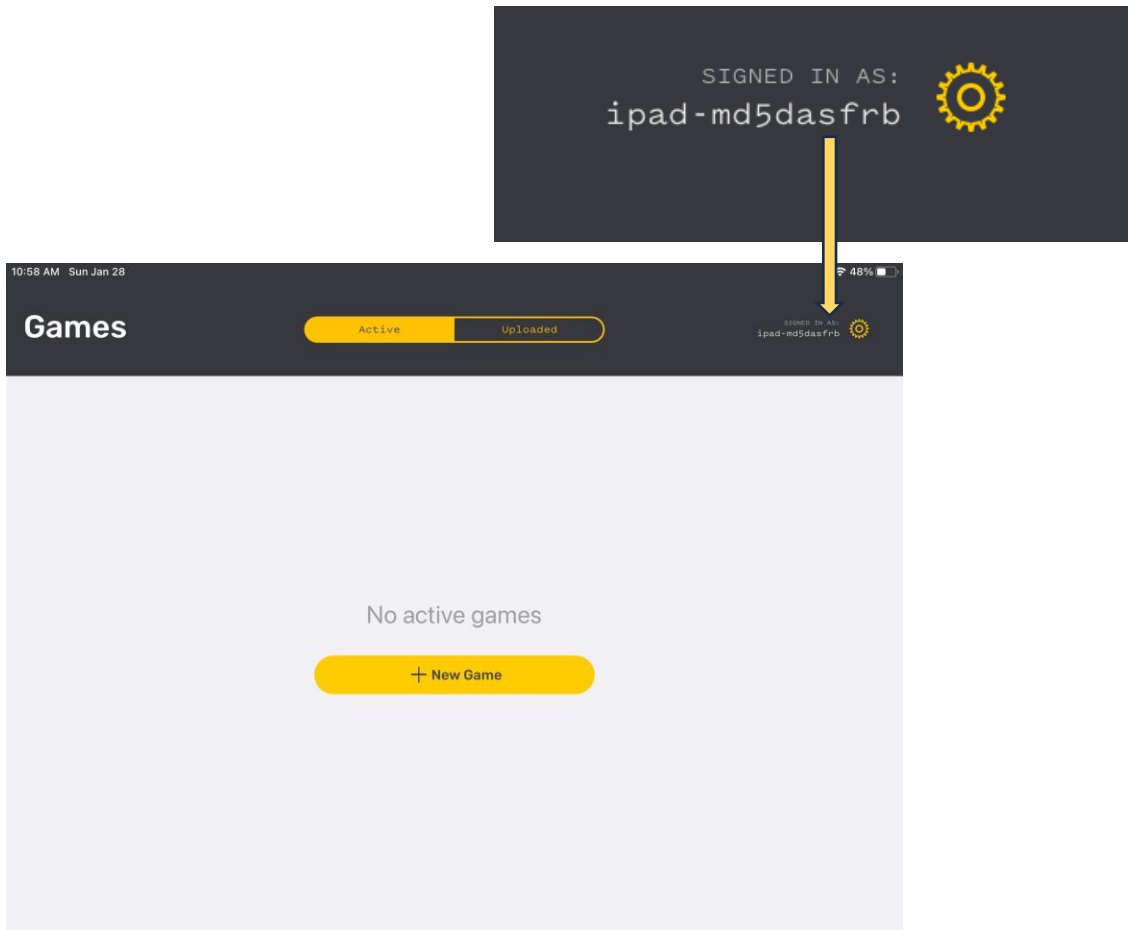 SIGNED IN AS:
ipad-md5dasfrb
10:58 AM Sun Jan 28
48%
Games
Active
Uploaded
SIGNED IN AS:
ipad-md5dasfrb
No active games
+ New Game